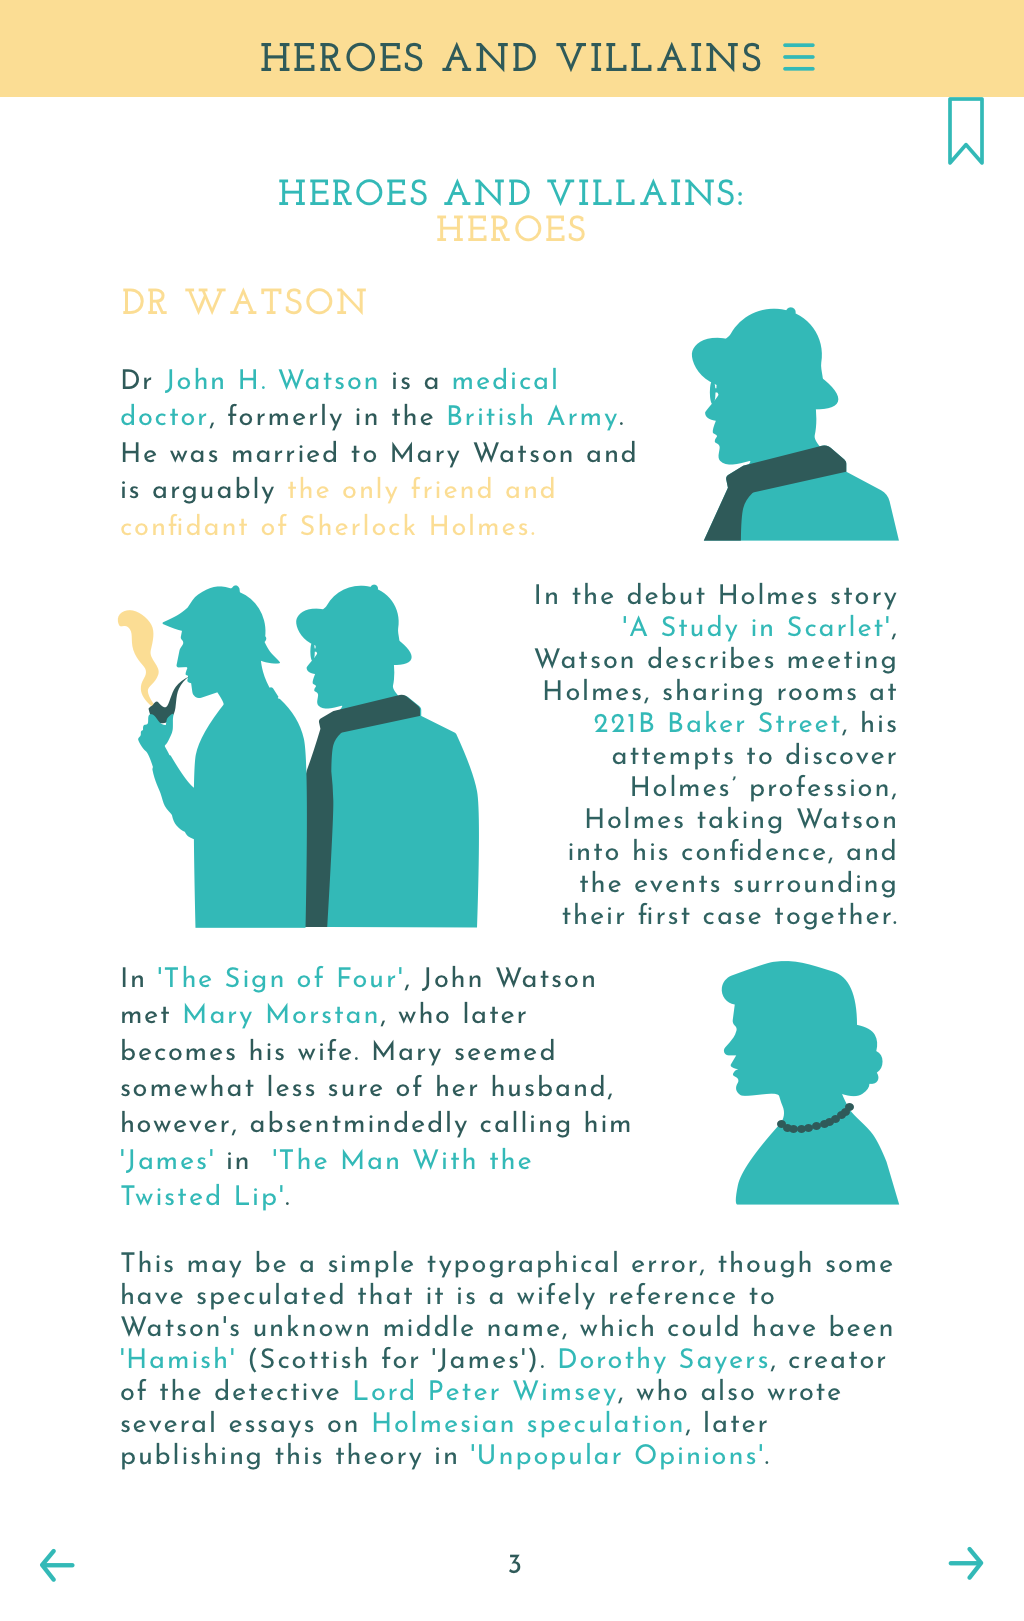 HEROES AND VILLAINS
HEROES AND VILLAINS:
HEROES
DR WATSON
Dr John H. Watson is a medical
doctor, formerly in the British Army.
He was married to Mary Watson and
is arguably the only friend and
confidant of Sherlock Holmes.
In the debut Holmes story
'A Study in Scarlet',
Watson describes meeting
Holmes, sharing rooms at
221B Baker Street, his
attempts to discover
Holmes’ profession,
Holmes taking Watson
into his confidence, and
the events surrounding
their first case together.
In 'The Sign of Four', John Watson
met Mary Morstan, who later
becomes his wife. Mary seemed
somewhat less sure of her husband,
however, absentmindedly calling him
'James' in 'The Man With the
Twisted Lip'.
This may be a simple typographical error, though some
have speculated that it is a wifely reference to
Watson's unknown middle name, which could have been
'Hamish' (Scottish for 'James'). Dorothy Sayers, creator
of the detective Lord Peter Wimsey, who also wrote
several essays on Holmesian speculation, later
publishing this theory in 'Unpopular Opinions'.
3